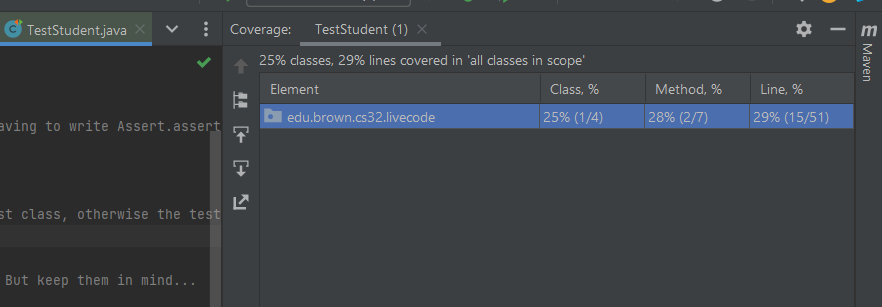 TestStudent.java
Coverage: TestStudent (1)
25% classes, 29% lines covered in 'all classes in scope'
Element Class, % Method, % Line, %
edu.brown.cs32.livecode 25% (1/4) 28% (2/7) 29% (15/51)
aving to write Assert.assert
st class, otherwise the test
But keep them in mind...
m
Maven